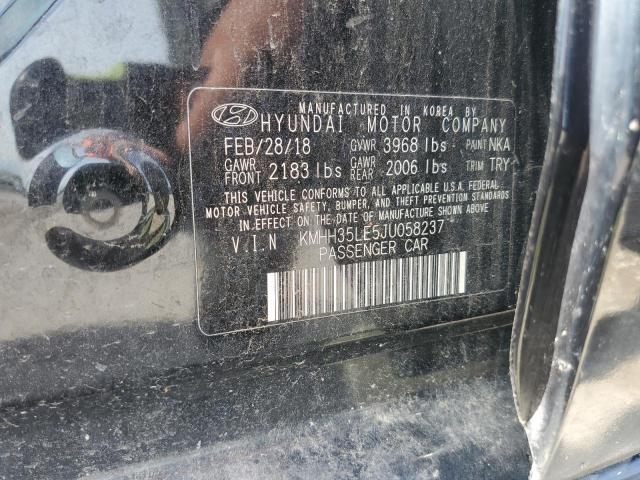 MANUFACTURED IN KOREA BY
HYUNDAI MOTOR COMPANY
FEB/28/18 GVWR 3968 lbs PAINT NKA
GAWR FRONT 2183 lbs GAWR REAR 2006 lbs TRIM TRY
THIS VEHICLE CONFORMS TO ALL APPLICABLE U.S.A. FEDERAL
MOTOR VEHICLE SAFETY, BUMPER, AND THEFT PREVENTION STANDARDS
IN EFFECT ON THE DATE OF MANUFACTURE SHOWN ABOVE.
V.I.N KMHH35LE5JU058237
PASSENGER CAR